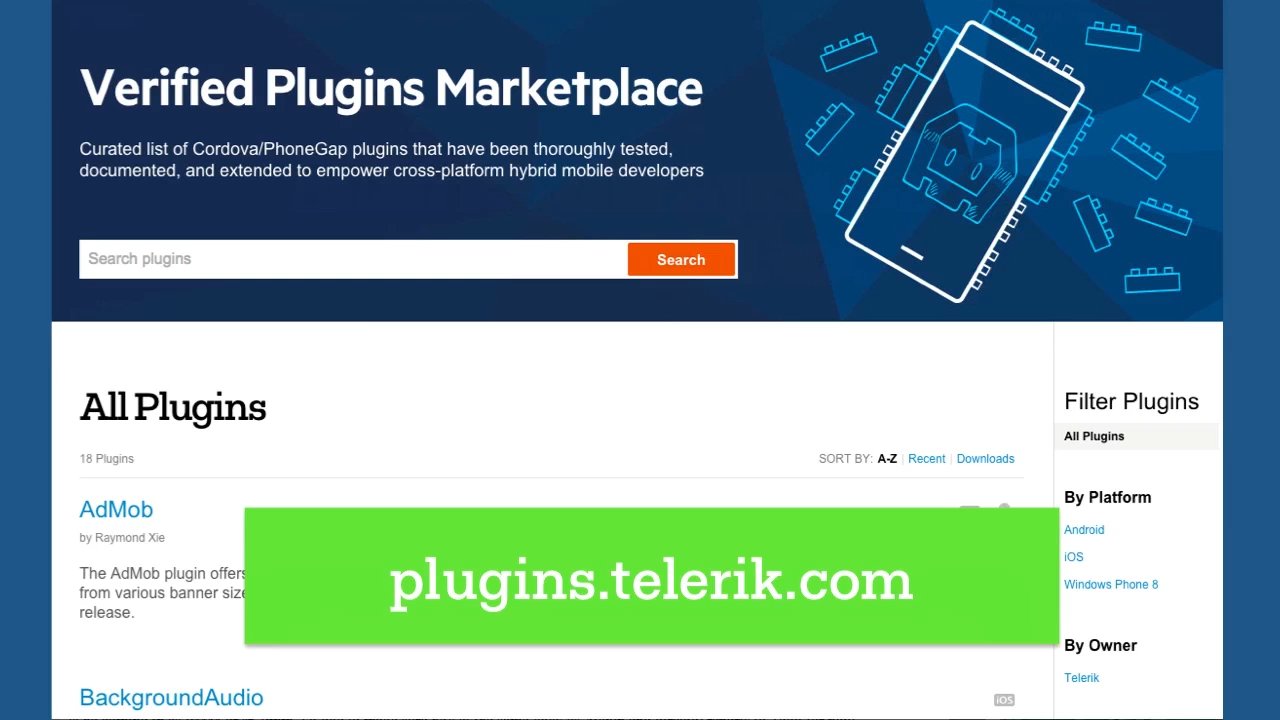 Verified Plugins Marketplace
Curated list of Cordova/PhoneGap plugins that have been thoroughly tested,
documented, and extended to empower cross-platform hybrid mobile developers
Search plugins
Search
All Plugins
18 Plugins
SORT BY: A-Z | Recent | Downloads
AdMob
by Raymond Xie
The AdMob plugin offers
from various banner size
release.
plugins.telerik.com
BackgroundAudio
iOS
Filter Plugins
All Plugins
By Platform
Android
iOS
Windows Phone 8
By Owner
Telerik